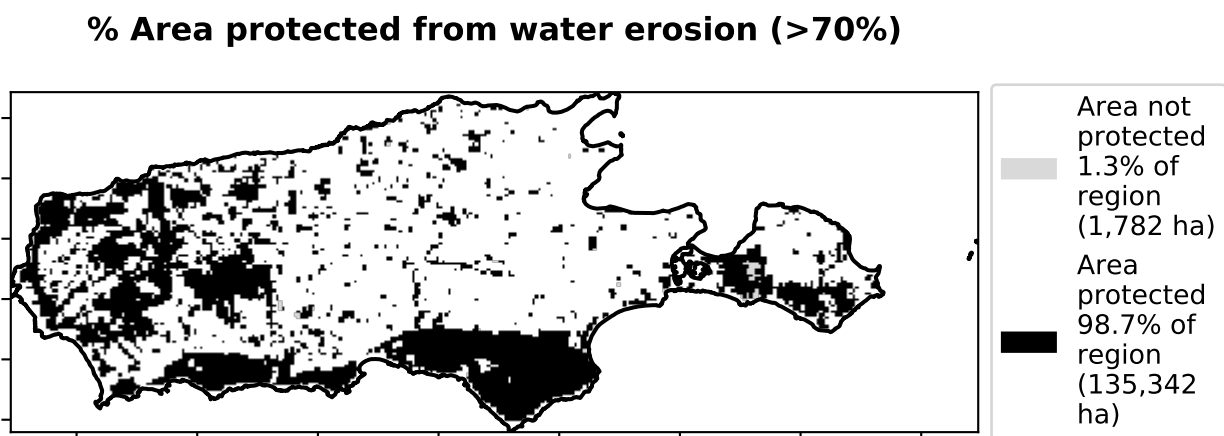 % Area protected from water erosion (>70%)
Area not
protected
1.3% of
region
(1,782 ha)
Area
protected
98.7% of
region
(135,342
ha)